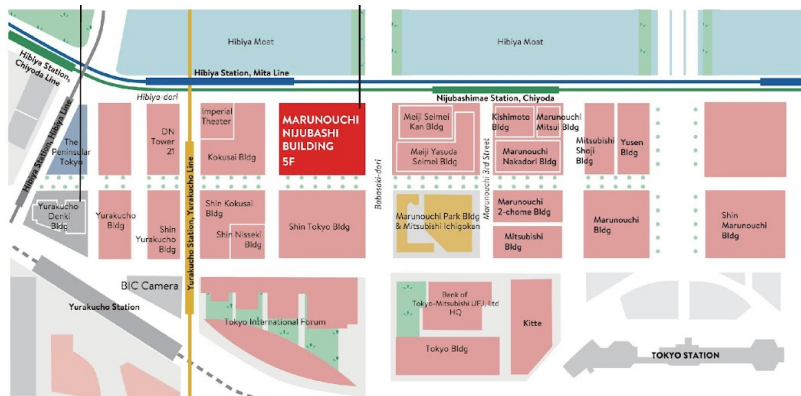 Hibiya Moat
Hibiya Moat
Hibiya Station,
Chiyoda Line
Hibiya Station, Mita Line
Hibiya-dori
Nijubashimae Station, Chiyoda
Hibiya Station, Hibiya Line
The
Peninsular
Tokyo
DN
Tower
21
Imperial
Theater
Kokusai Bldg
MARUNOUCHI
NIJUBASHI
BUILDING
5F
Babasaki-dori
Meiji Seimei
Kan Bldg
Meiji Yasuda
Seimei Bldg
Marunouchi 3rd Street
Kishimoto
Bldg
Marunouchi
Mitsui Bldg
Marunouchi
Nakadori Bldg
Mitsubishi
Shoji Bldg
Yusen Bldg
Yurakucho
Denki
Bldg
Yurakucho
Bldg
Shin
Yurakucho
Bldg
Yurakucho Station, Yurakucho Line
Shin Kokusai
Bldg
Shin Nisseki
Bldg
Shin Tokyo Bldg
Marunouchi Park Bldg
& Mitsubishi Ichigokan
Marunouchi
2-chome Bldg
Mitsubishi Bldg
Marunouchi
Bldg
Shin
Marunouchi
Bldg
BIC Camera
Yurakucho Station
Tokyo International Forum
Bank of
Tokyo-Mitsubishi UFJ, Ltd
HQ
Tokyo Bldg
Kitte
TOKYO STATION